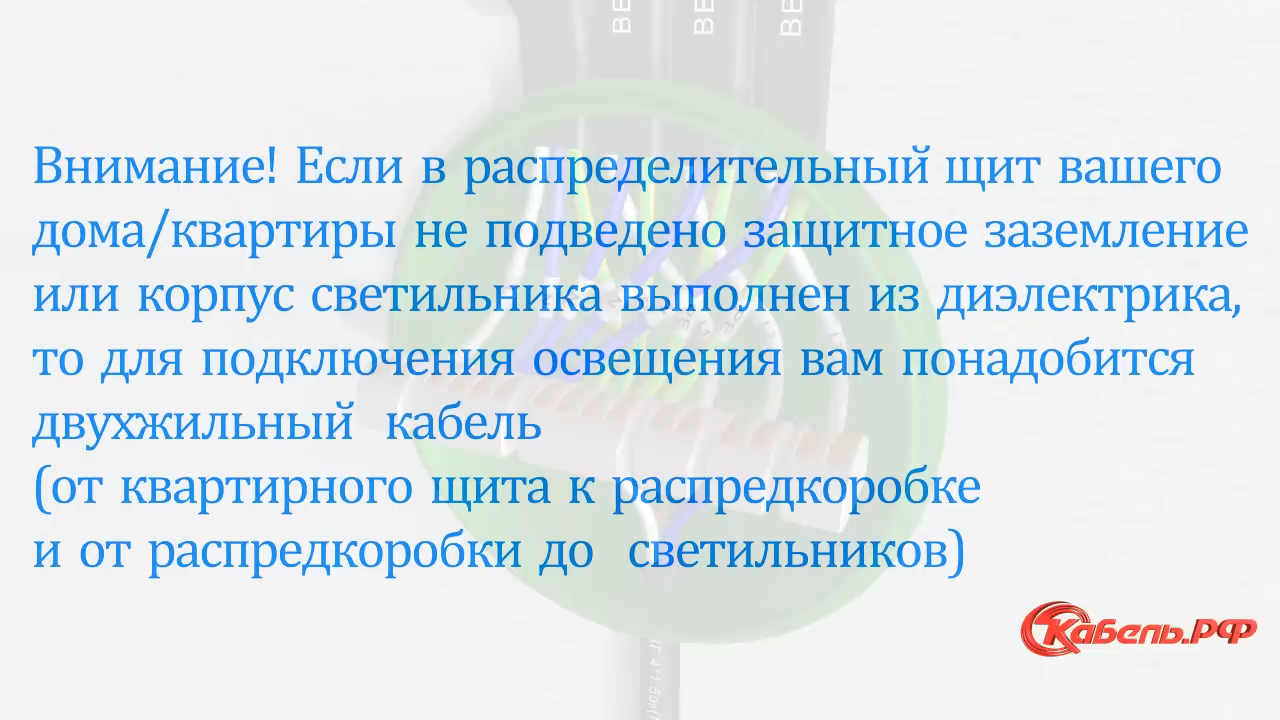 Внимание! Если в распределительный щит вашего
дома/квартиры не подведено защитное заземление
или корпус светильника выполнен из диэлектрика,
то для подключения освещения вам понадобится
двухжильный кабель
(от квартирного щита к распредкоробке
и от распредкоробки до светильников)
Кабель.РФ